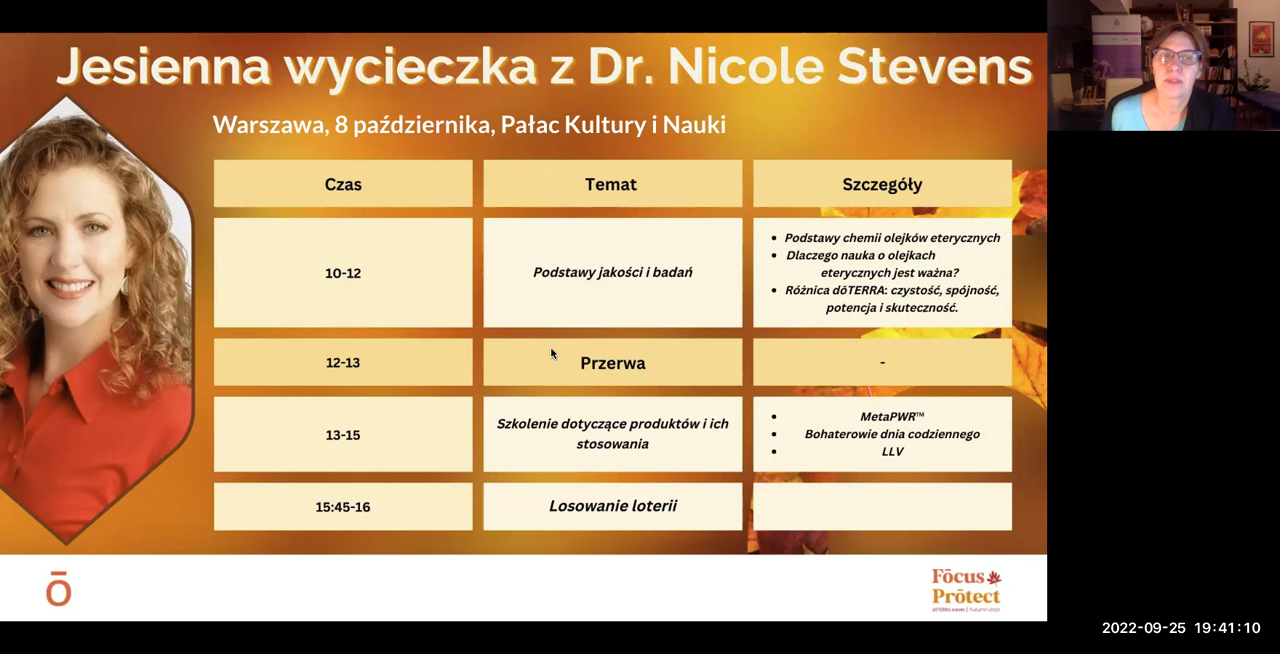 Jesienna wycieczka z Dr. Nicole Stevens
Warszawa, 8 października, Pałac Kultury i Nauki
Czas
Temat
Szczegóły
10-12
Podstawy jakości i badań
• Podstawy chemii olejków eterycznych
• Dlaczego nauka o olejkach
eterycznych jest ważna?
• Różnica dōTERRA: czystość, spójność,
potencja i skuteczność.
12-13
Przerwa
-
13-15
Szkolenie dotyczące produktów i ich
stosowania
• MetaPWR™
• Bohaterowie dnia codziennego
• LLV
15:45-16
Losowanie loterii
ō
Fōcus
Prōtect
2022-09-25 19:41:10